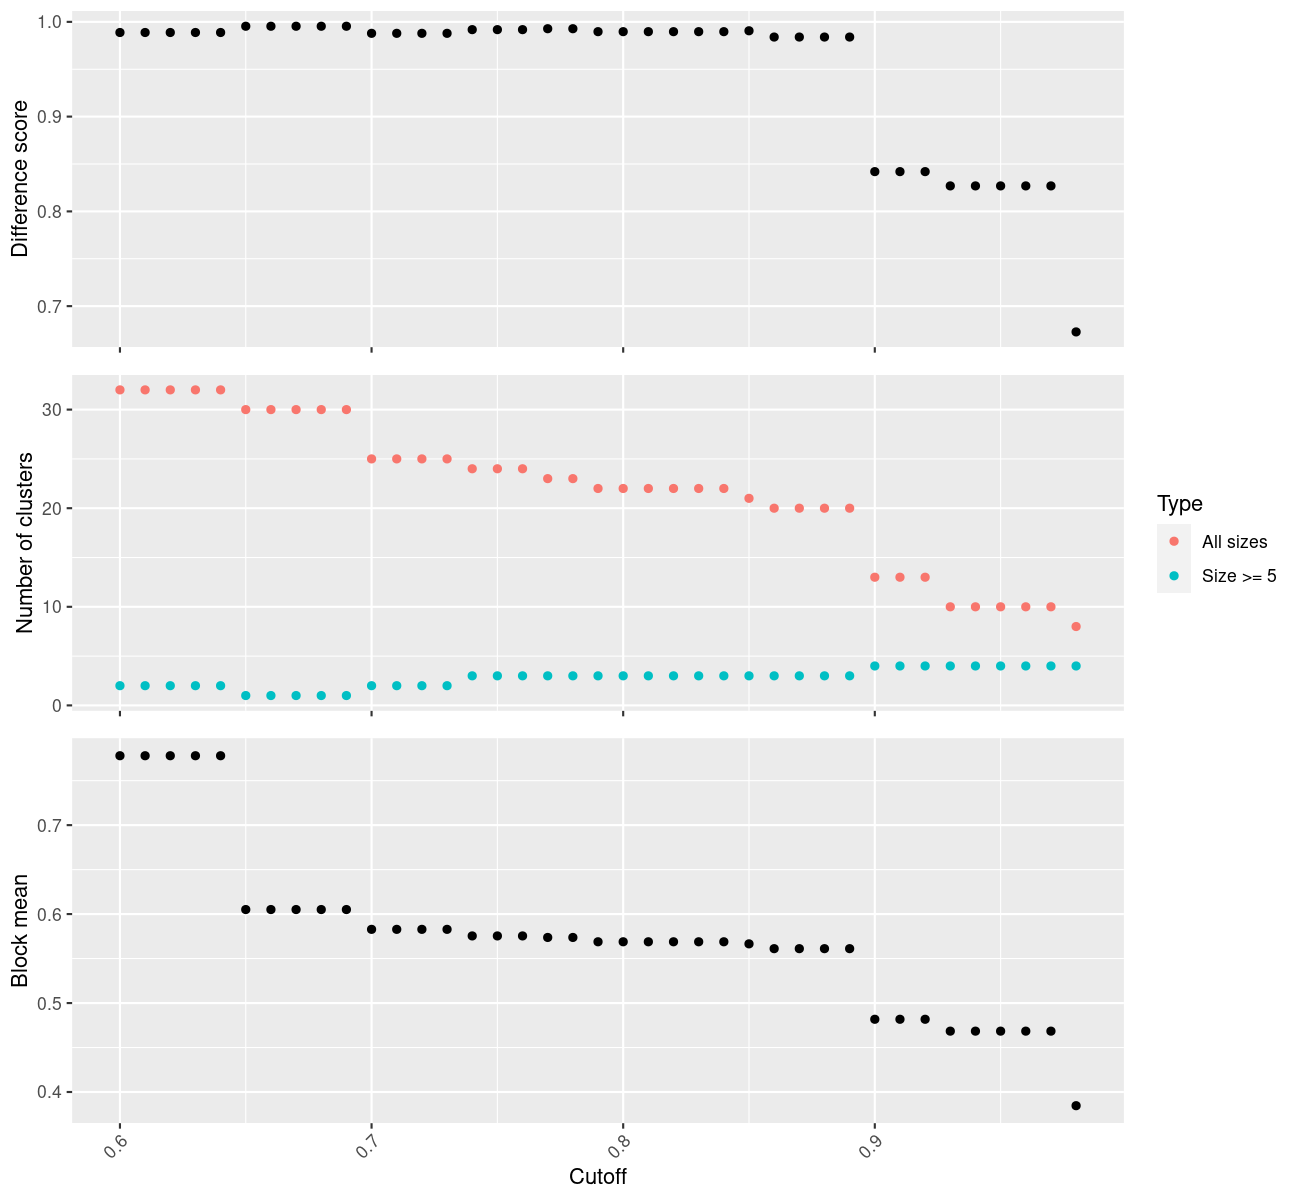 Difference score
1.0
0.9
0.8
0.7
Number of clusters
30
20
10
0
Type
All sizes
Size >= 5
Block mean
0.7
0.6
0.5
0.4
0.6 0.7 0.8 0.9
Cutoff